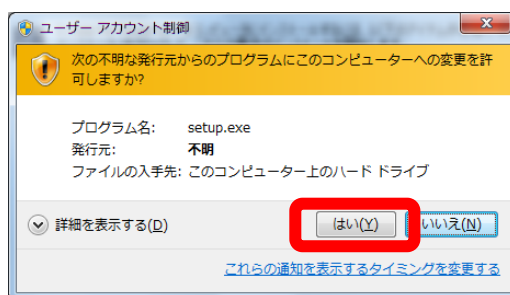 ユーザー アカウント制御
次の不明な発行元からのプログラムにこのコンピューターへの変更を許
可しますか?
プログラム名: setup.exe
発行元: 不明
ファイルの入手先: このコンピューター上のハード ドライブ
詳細を表示する(D)
はい(Y)
いいえ(N)
これらの通知を表示するタイミングを変更する